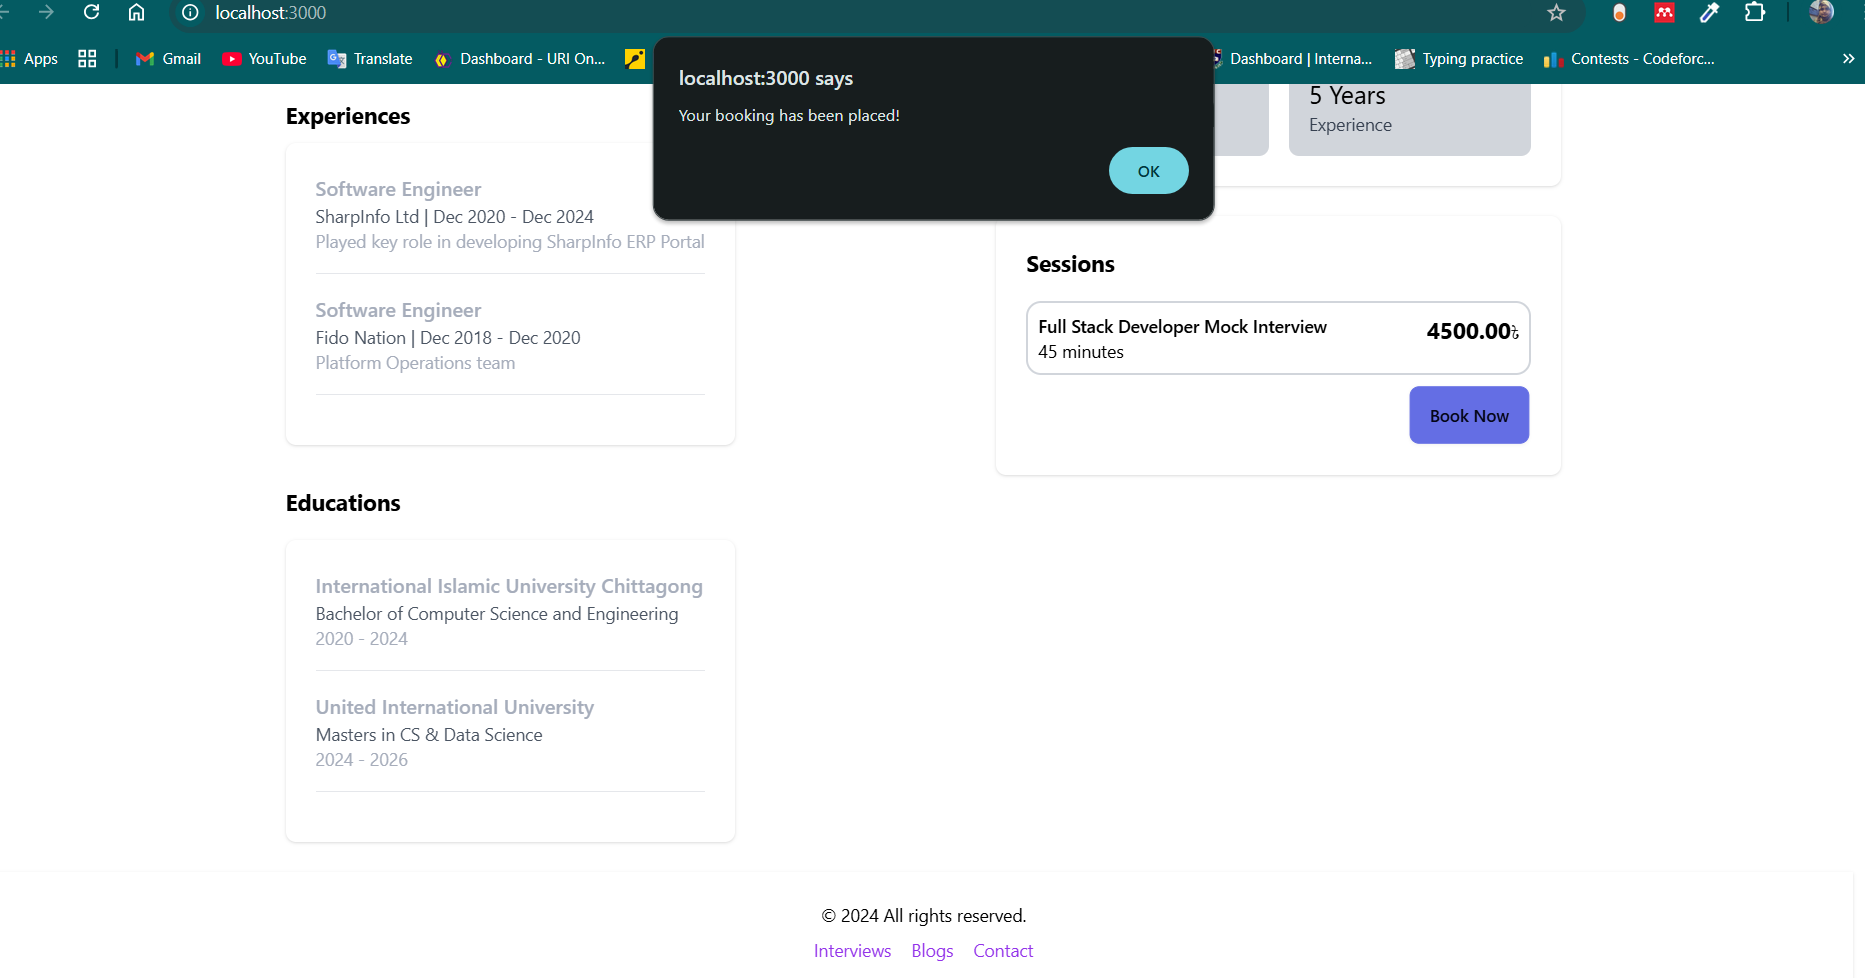 localhost:3000
Apps
Gmail
YouTube
Translate
Dashboard - URI On...
Dashboard | Interna...
Typing practice
Contests - Codeforc...
localhost:3000 says
Your booking has been placed!
OK
5 Years
Experience
Experiences
Software Engineer
SharpInfo Ltd | Dec 2020 - Dec 2024
Played key role in developing SharpInfo ERP Portal
Software Engineer
Fido Nation | Dec 2018 - Dec 2020
Platform Operations team
Sessions
Full Stack Developer Mock Interview
4500.00৳
45 minutes
Book Now
Educations
International Islamic University Chittagong
Bachelor of Computer Science and Engineering
2020 - 2024
United International University
Masters in CS & Data Science
2024 - 2026
© 2024 All rights reserved.
Interviews Blogs Contact